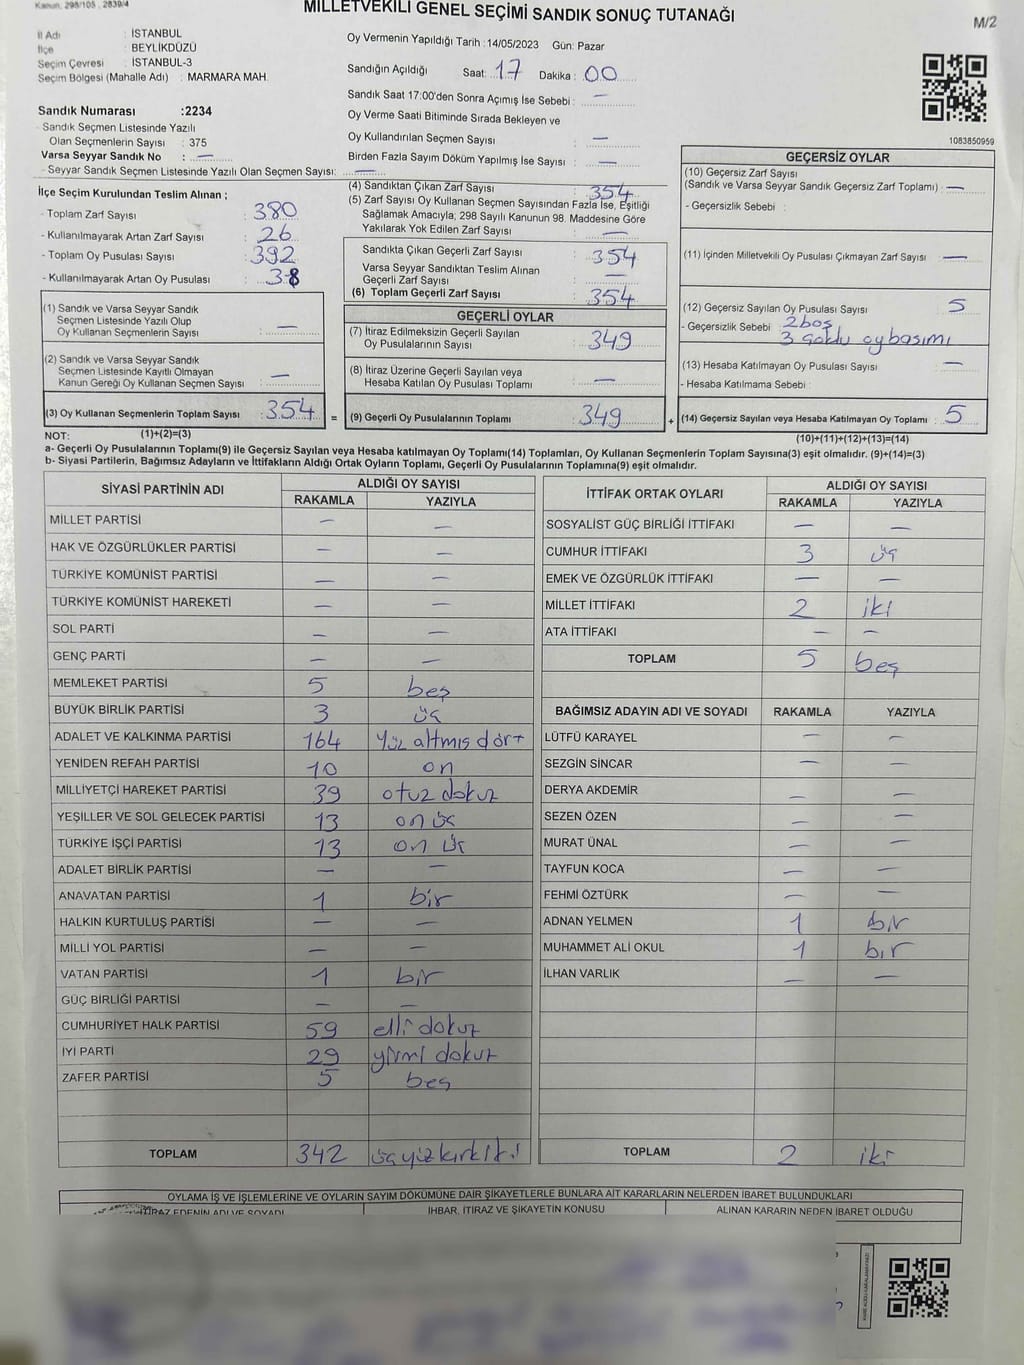 Kanun, 298/105 , 2839/4
MİLLETVEKİLİ GENEL SEÇİMİ SANDIK SONUÇ TUTANAĞI
M/2
İl Adı : İSTANBUL
İlçe : BEYLİKDÜZÜ
Seçim Çevresi : İSTANBUL-3
Seçim Bölgesi (Mahalle Adı) : MARMARA MAH.
Sandık Numarası :2234
Sandık Seçmen Listesinde Yazılı
Olan Seçmenlerin Sayısı : 375
Varsa Seyyar Sandık No : —
- Seyyar Sandık Seçmen Listesinde Yazılı Olan Seçmen Sayısı: —
Oy Vermenin Yapıldığı Tarih :14/05/2023 Gün: Pazar
Sandığın Açıldığı Saat: 17 Dakika : 00
Sandık Saat 17:00'den Sonra Açımış İse Sebebi : —
Oy Verme Saati Bitiminde Sırada Bekleyen ve
Oy Kullandırılan Seçmen Sayısı : —
Birden Fazla Sayım Döküm Yapılmış İse Sayısı : —
1083850959
İlçe Seçim Kurulundan Teslim Alınan ;
- Toplam Zarf Sayısı : 380
- Kullanılmayarak Artan Zarf Sayısı : 26
- Toplam Oy Pusulası Sayısı : 392
- Kullanılmayarak Artan Oy Pusulası : 38
(1) Sandık ve Varsa Seyyar Sandık
Seçmen Listesinde Yazılı Olup
Oy Kullanan Seçmenlerin Sayısı : —
(2) Sandık ve Varsa Seyyar Sandık
Seçmen Listesinde Kayıtlı Olmayan
Kanun Gereği Oy Kullanan Seçmen Sayısı : —
(3) Oy Kullanan Seçmenlerin Toplam Sayısı : 354 =
(4) Sandıktan Çıkan Zarf Sayısı : 354
(5) Zarf Sayısı Oy Kullanan Seçmen Sayısından Fazla İse, Eşitliği
Sağlamak Amacıyla; 298 Sayılı Kanunun 98. Maddesine Göre
Yakılarak Yok Edilen Zarf Sayısı : —
Sandıkta Çıkan Geçerli Zarf Sayısı : 354
Varsa Seyyar Sandıktan Teslim Alınan
Geçerli Zarf Sayısı : —
(6) Toplam Geçerli Zarf Sayısı : 354
GEÇERLİ OYLAR
(7) İtiraz Edilmeksizin Geçerli Sayılan
Oy Pusulalarının Sayısı : 349
(8) İtiraz Üzerine Geçerli Sayılan veya
Hesaba Katılan Oy Pusulası Toplamı : —
(9) Geçerli Oy Pusulalarının Toplamı : 349 +
GEÇERSİZ OYLAR
(10) Geçersiz Zarf Sayısı
(Sandık ve Varsa Seyyar Sandık Geçersiz Zarf Toplamı) : —
- Geçersizlik Sebebi :
(11) İçinden Milletvekili Oy Pusulası Çıkmayan Zarf Sayısı : —
(12) Geçersiz Sayılan Oy Pusulası Sayısı : 5
- Geçersizlik Sebebi : 2 boş
3 çoklu oy basımı
(13) Hesaba Katılmayan Oy Pusulası Sayısı : —
- Hesaba Katılmama Sebebi :
(14) Geçersiz Sayılan veya Hesaba Katılmayan Oy Toplamı : 5
NOT: (1)+(2)=(3)
(10)+(11)+(12)+(13)=(14)
a- Geçerli Oy Pusulalarının Toplamı(9) ile Geçersiz Sayılan veya Hesaba katılmayan Oy Toplamı(14) Toplamları, Oy Kullanan Seçmenlerin Toplam Sayısına(3) eşit olmalıdır. (9)+(14)=(3)
b- Siyasi Partilerin, Bağımsız Adayların ve İttifakların Aldığı Ortak Oyların Toplamı, Geçerli Oy Pusulalarının Toplamına(9) eşit olmalıdır.
SİYASİ PARTİNİN ADI ALDIĞI OY SAYISI
RAKAMLA YAZIYLA
MİLLET PARTİSİ — —
HAK VE ÖZGÜRLÜKLER PARTİSİ — —
TÜRKİYE KOMÜNİST PARTİSİ — —
TÜRKİYE KOMÜNİST HAREKETİ — —
SOL PARTİ — —
GENÇ PARTİ — —
MEMLEKET PARTİSİ 5 beş
BÜYÜK BİRLİK PARTİSİ 3 üç
ADALET VE KALKINMA PARTİSİ 164 Yüz altmış dört
YENİDEN REFAH PARTİSİ 10 on
MİLLİYETÇİ HAREKET PARTİSİ 39 otuz dokuz
YEŞİLLER VE SOL GELECEK PARTİSİ 13 on üç
TÜRKİYE İŞÇİ PARTİSİ 13 on üç
ADALET BİRLİK PARTİSİ — —
ANAVATAN PARTİSİ 1 bir
HALKIN KURTULUŞ PARTİSİ — —
MİLLİ YOL PARTİSİ — —
VATAN PARTİSİ 1 bir
GÜÇ BİRLİĞİ PARTİSİ — —
CUMHURİYET HALK PARTİSİ 59 elli dokuz
İYİ PARTİ 29 yirmi dokuz
ZAFER PARTİSİ 5 beş
TOPLAM 342 üçyüzkırkiki
İTTİFAK ORTAK OYLARI ALDIĞI OY SAYISI
RAKAMLA YAZIYLA
SOSYALİST GÜÇ BİRLİĞİ İTTİFAKI — —
CUMHUR İTTİFAKI 3 üç
EMEK VE ÖZGÜRLÜK İTTİFAKI — —
MİLLET İTTİFAKI 2 iki
ATA İTTİFAKI — —
TOPLAM 5 beş
BAĞIMSIZ ADAYIN ADI VE SOYADI RAKAMLA YAZIYLA
LÜTFÜ KARAYEL — —
SEZGİN SİNCAR — —
DERYA AKDEMİR — —
SEZEN ÖZEN — —
MURAT ÜNAL — —
TAYFUN KOCA — —
FEHMİ ÖZTÜRK — —
ADNAN YELMEN 1 bir
MUHAMMET ALİ OKUL 1 bir
İLHAN VARLIK — —
TOPLAM 2 iki
OYLAMA İŞ VE İŞLEMLERİNE VE OYLARIN SAYIM DÖKÜMÜNE DAİR ŞİKAYETLERLE BUNLARA AİT KARARLARIN NELERDEN İBARET BULUNDUKLARI
İTİRAZ EDENİN ADI VE SOYADI İHBAR, İTİRAZ VE ŞİKAYETİN KONUSU ALINAN KARARIN NEDEN İBARET OLDUĞU